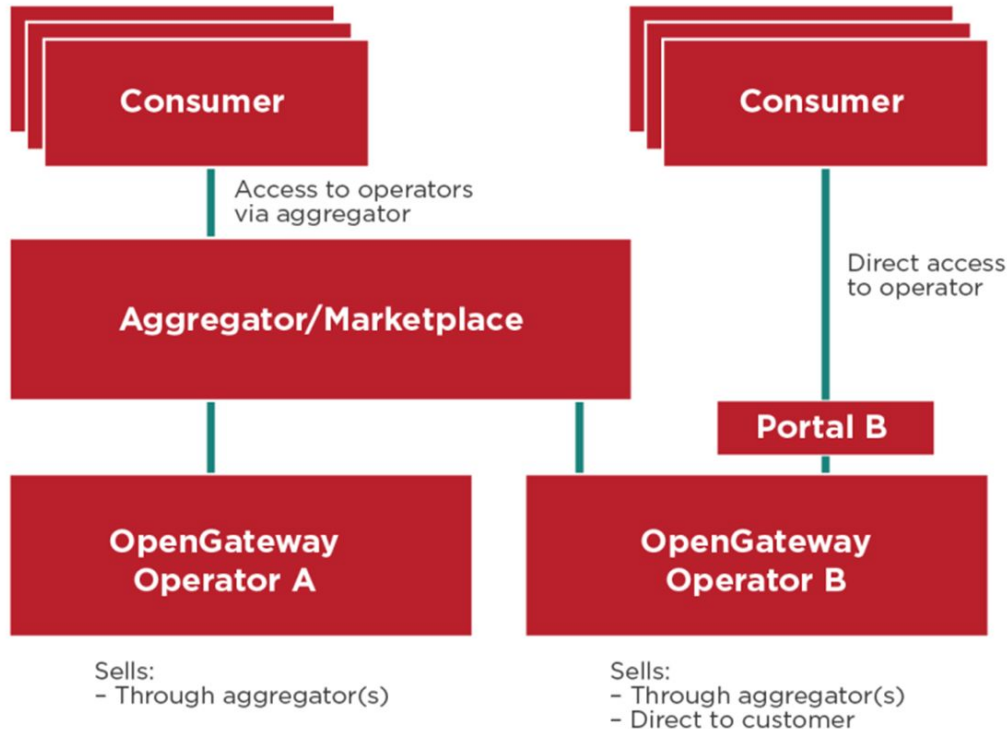 Consumer
Consumer
Access to operators
via aggregator
Aggregator/Marketplace
Direct access
to operator
Portal B
OpenGateway
Operator A
OpenGateway
Operator B
Sells:
– Through aggregator(s)
Sells:
– Through aggregator(s)
– Direct to customer